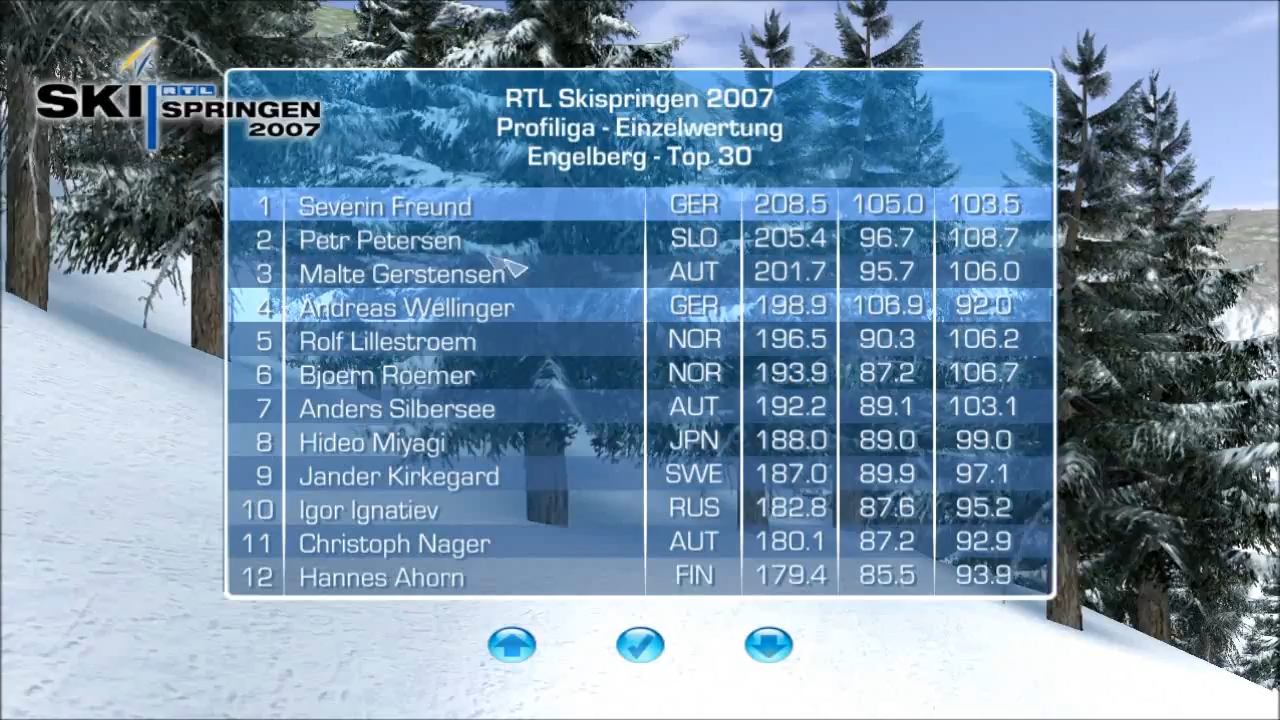 SKI RTL SPRINGEN 2007
RTL Skispringen 2007
Profiliga - Einzelwertung
Engelberg - Top 30
1 Severin Freund GER 208.5 105.0 103.5
2 Petr Petersen SLO 205.4 96.7 108.7
3 Malte Gerstensen AUT 201.7 95.7 106.0
4 Andreas Wellinger GER 198.9 106.9 92.0
5 Rolf Lillestroem NOR 196.5 90.3 106.2
6 Bjoern Roemer NOR 193.9 87.2 106.7
7 Anders Silbersee AUT 192.2 89.1 103.1
8 Hideo Miyagi JPN 188.0 89.0 99.0
9 Jander Kirkegard SWE 187.0 89.9 97.1
10 Igor Ignatiev RUS 182.8 87.6 95.2
11 Christoph Nager AUT 180.1 87.2 92.9
12 Hannes Ahorn FIN 179.4 85.5 93.9